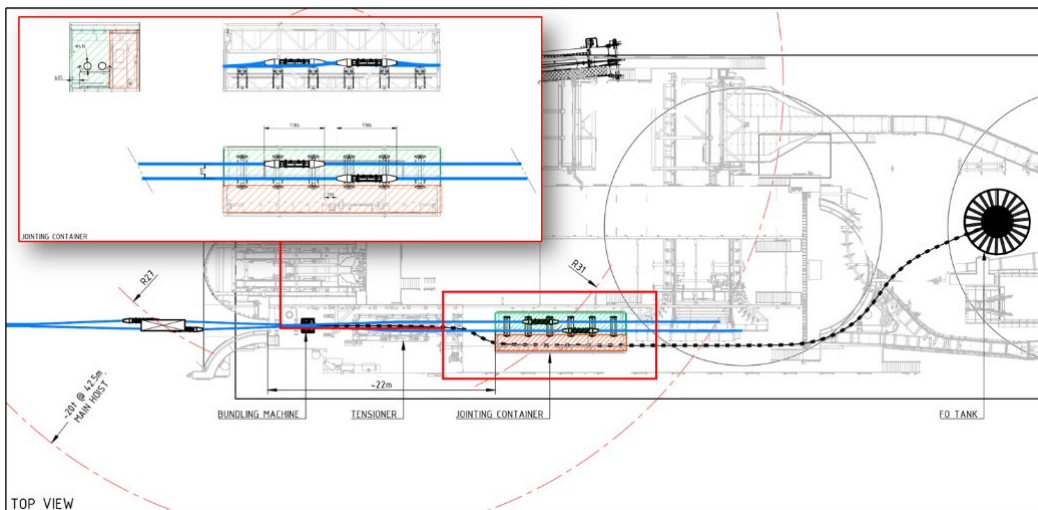 JOINTING CONTAINER
R27
R31
~20t @ 42.5m
MAIN HOIST
~22m
BUNDLING MACHINE
TENSIONER
JOINTING CONTAINER
FO TANK
TOP VIEW